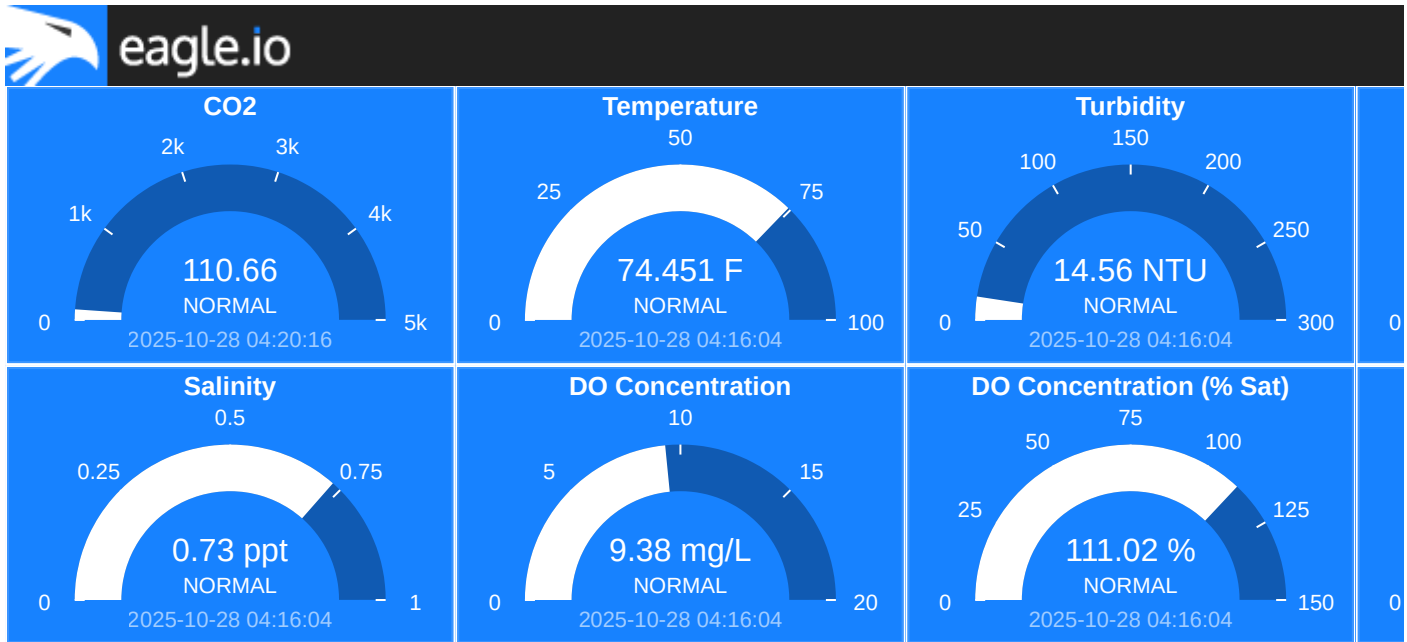 eagle.io
CO2
2k
3k
1k
4k
110.66
NORMAL
0
5k
2025-10-28 04:20:16
Temperature
50
25
75
74.451 F
NORMAL
0
100
2025-10-28 04:16:04
Turbidity
150
100
200
50
250
14.56 NTU
NORMAL
0
300
2025-10-28 04:16:04
0
Salinity
0.5
0.25
0.75
0.73 ppt
NORMAL
0
1
2025-10-28 04:16:04
DO Concentration
10
5
15
9.38 mg/L
NORMAL
0
20
2025-10-28 04:16:04
DO Concentration (% Sat)
75
50
100
25
125
111.02 %
NORMAL
0
150
2025-10-28 04:16:04
0